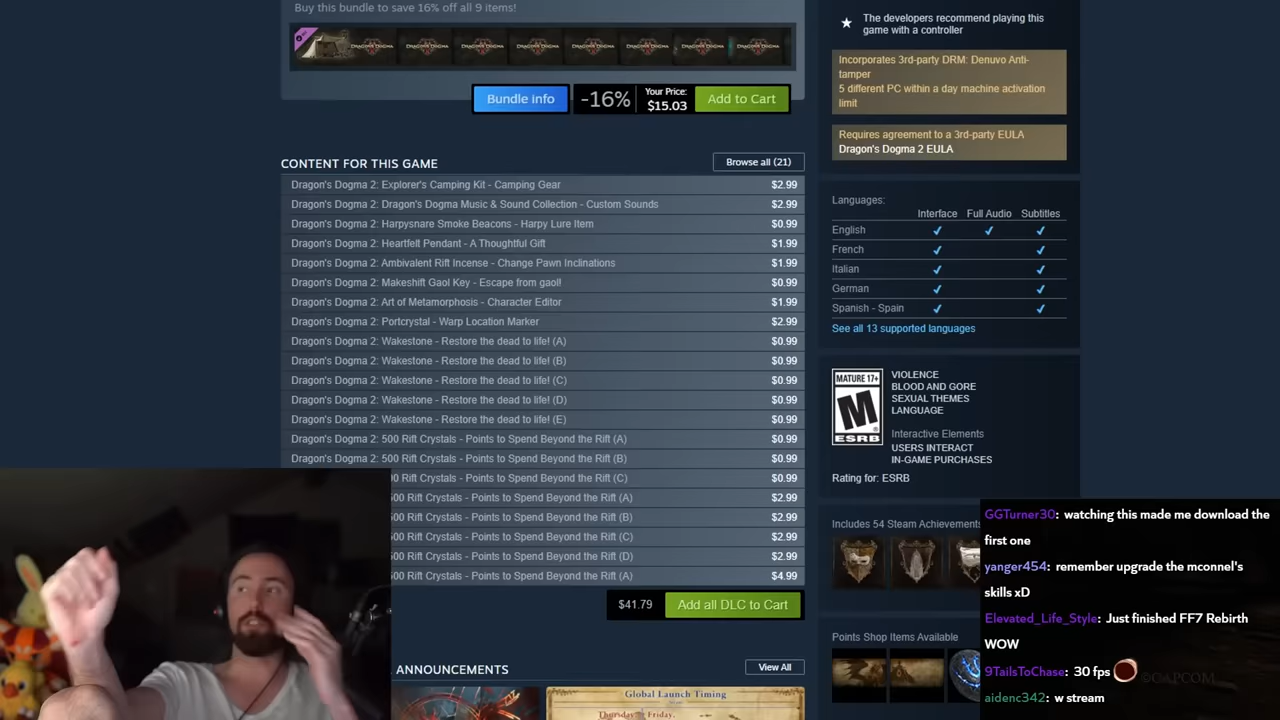 Buy this bundle to save 16% off all 9 items!
Bundle info
-16%
Your Price:
$15.03
Add to Cart
CONTENT FOR THIS GAME
Browse all (21)
Dragon's Dogma 2: Explorer's Camping Kit - Camping Gear $2.99
Dragon's Dogma 2: Dragon's Dogma Music & Sound Collection - Custom Sounds $2.99
Dragon's Dogma 2: Harpysnare Smoke Beacons - Harpy Lure Item $0.99
Dragon's Dogma 2: Heartfelt Pendant - A Thoughtful Gift $1.99
Dragon's Dogma 2: Ambivalent Rift Incense - Change Pawn Inclinations $1.99
Dragon's Dogma 2: Makeshift Gaol Key - Escape from gaol! $0.99
Dragon's Dogma 2: Art of Metamorphosis - Character Editor $1.99
Dragon's Dogma 2: Portcrystal - Warp Location Marker $2.99
Dragon's Dogma 2: Wakestone - Restore the dead to life! (A) $0.99
Dragon's Dogma 2: Wakestone - Restore the dead to life! (B) $0.99
Dragon's Dogma 2: Wakestone - Restore the dead to life! (C) $0.99
Dragon's Dogma 2: Wakestone - Restore the dead to life! (D) $0.99
Dragon's Dogma 2: Wakestone - Restore the dead to life! (E) $0.99
Dragon's Dogma 2: 500 Rift Crystals - Points to Spend Beyond the Rift (A) $0.99
Dragon's Dogma 2: 500 Rift Crystals - Points to Spend Beyond the Rift (B) $0.99
00 Rift Crystals - Points to Spend Beyond the Rift (C) $0.99
500 Rift Crystals - Points to Spend Beyond the Rift (A) $2.99
500 Rift Crystals - Points to Spend Beyond the Rift (B) $2.99
500 Rift Crystals - Points to Spend Beyond the Rift (C) $2.99
500 Rift Crystals - Points to Spend Beyond the Rift (D) $2.99
500 Rift Crystals - Points to Spend Beyond the Rift (A) $4.99
$41.79
Add all DLC to Cart
ANNOUNCEMENTS
View All
Global Launch Timing
Thursday Friday.
The developers recommend playing this
game with a controller
Incorporates 3rd-party DRM: Denuvo Anti-
tamper
5 different PC within a day machine activation
limit
Requires agreement to a 3rd-party EULA
Dragon's Dogma 2 EULA
Languages:
Interface Full Audio Subtitles
English
French
Italian
German
Spanish - Spain
See all 13 supported languages
MATURE 17+
M
ESRB
VIOLENCE
BLOOD AND GORE
SEXUAL THEMES
LANGUAGE
Interactive Elements
USERS INTERACT
IN-GAME PURCHASES
Rating for: ESRB
Includes 54 Steam Achievements
Points Shop Items Available
GGTurner30: watching this made me download the
first one
yanger454: remember upgrade the mconnel's
skills xD
Elevated_Life_Style: Just finished FF7 Rebirth
WOW
9TailsToChase: 30 fps
©CAPCOM
aidenc342: w stream